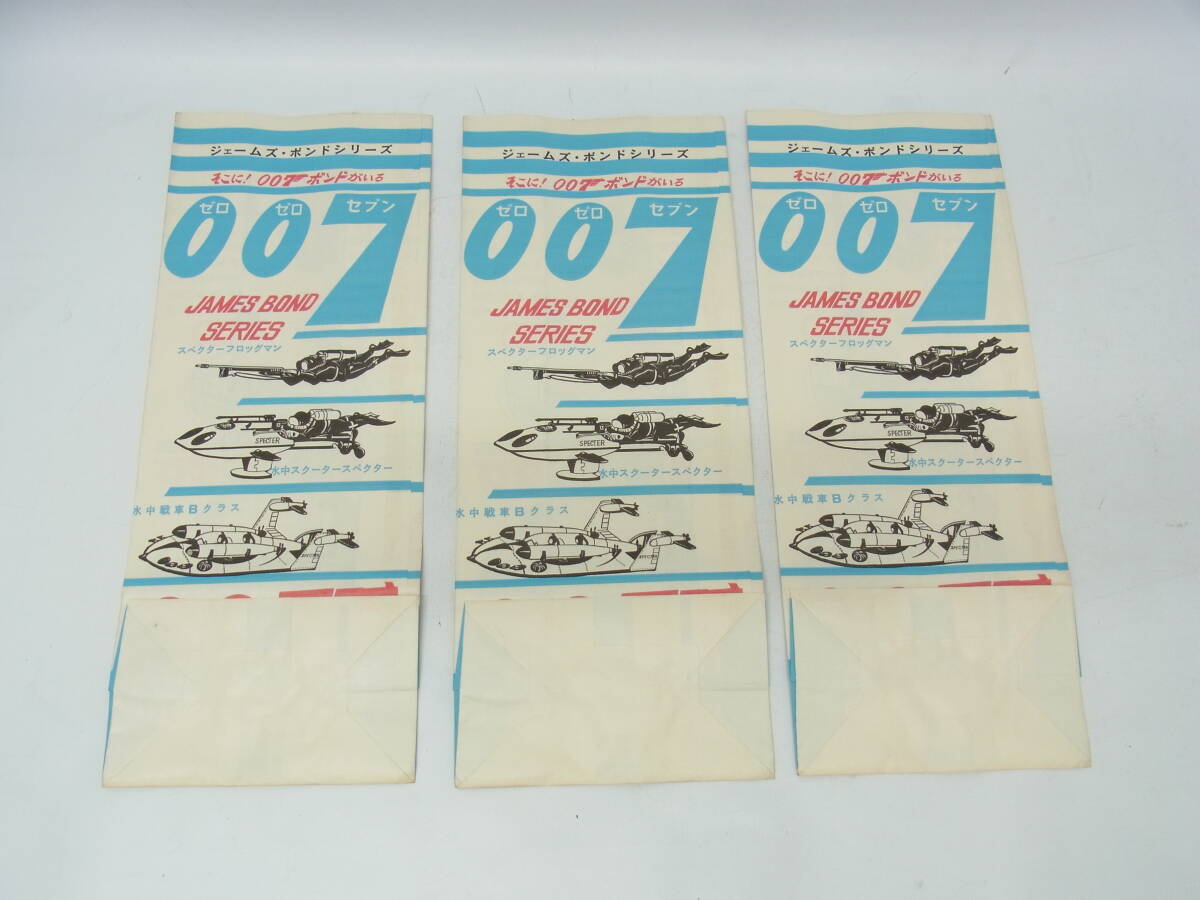 ジェームズ・ボンドシリーズ
そこに! 007 ボンドがいる
ゼロ ゼロ セブン
007
JAMES BOND
SERIES
スペクターフロッグマン
SPECTER
水中スクータースペクター
水中戦車Bクラス
SPECTER
ジェームズ・ボンドシリーズ
そこに! 007 ボンドがいる
ゼロ ゼロ セブン
007
JAMES BOND
SERIES
スペクターフロッグマン
SPECTER
水中スクータースペクター
水中戦車Bクラス
SPECTER
ジェームズ・ボンドシリーズ
そこに! 007 ボンドがいる
ゼロ ゼロ セブン
007
JAMES BOND
SERIES
スペクターフロッグマン
SPECTER
水中スクータースペクター
水中戦車Bクラス
SPECTER